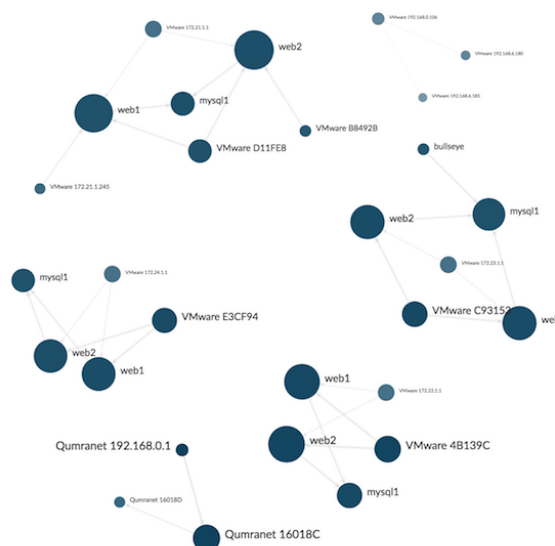 VMware 192.168.0.106
VMware 172.21.1.1
web2
VMware 192.168.6.180
VMware 192.168.6.185
mysql1
web1
VMware B8492B
VMware D11FE8
bullseye
VMware 172.21.1.245
mysql1
web2
VMware 172.23.1.1
mysql1
VMware 172.24.1.1
VMware C93153
we
VMware E3CF94
web2
web1
web1
VMware 172.22.1.1
web2
Qumranet 192.168.0.1
VMware 4B139C
mysql1
Qumranet 16018D
Qumranet 16018C